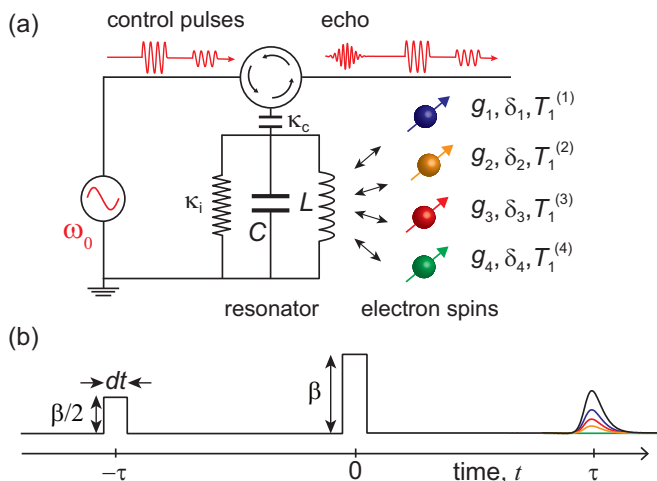 (a)
control pulses
echo
κc
κi
C
L
ω0
g1, δ1, T1(1)
g2, δ2, T1(2)
g3, δ3, T1(3)
g4, δ4, T1(4)
resonator
electron spins
(b)
dt
β/2
β
−τ
0
time, t
τ